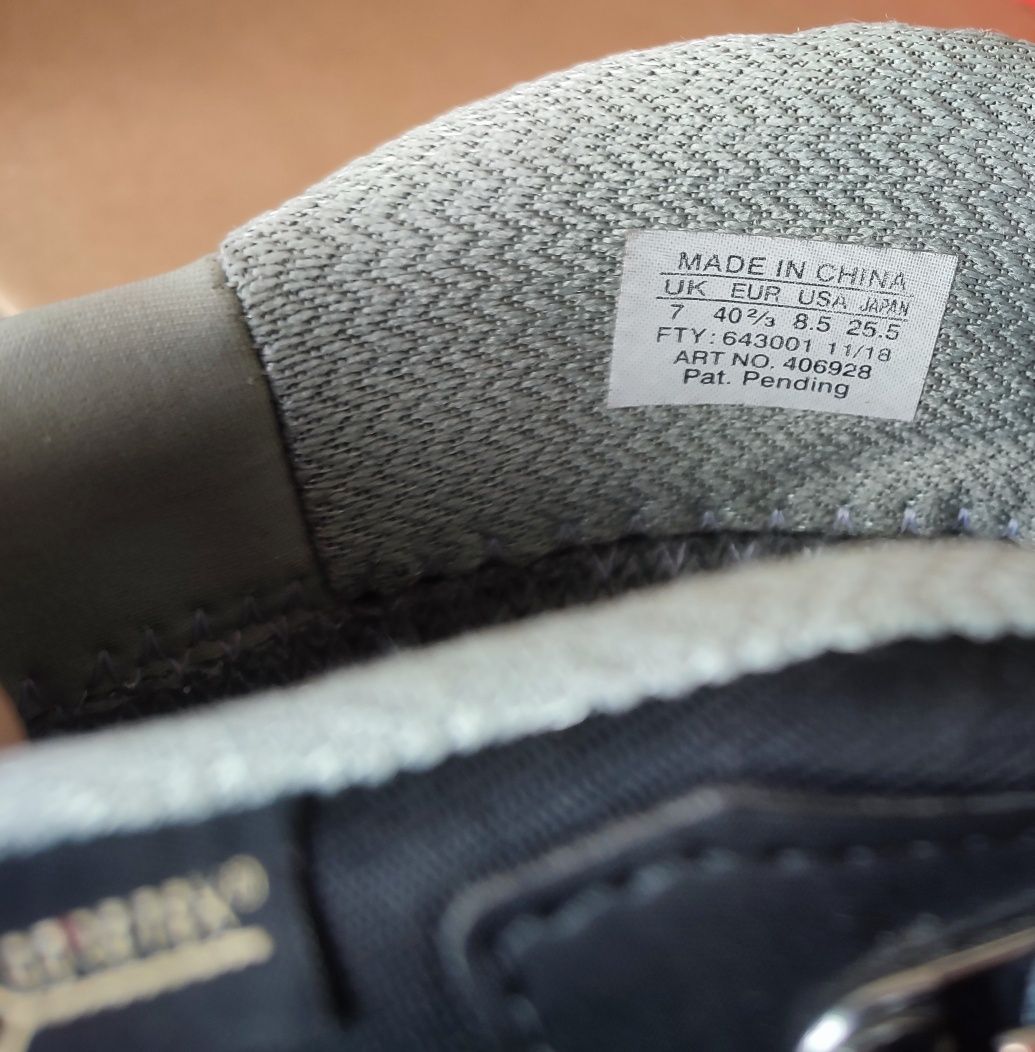 MADE IN CHINA
UK EUR USA JAPAN
7 40⅔ 8.5 25.5
FTY: 643001 11/18
ART NO. 406928
Pat. Pending